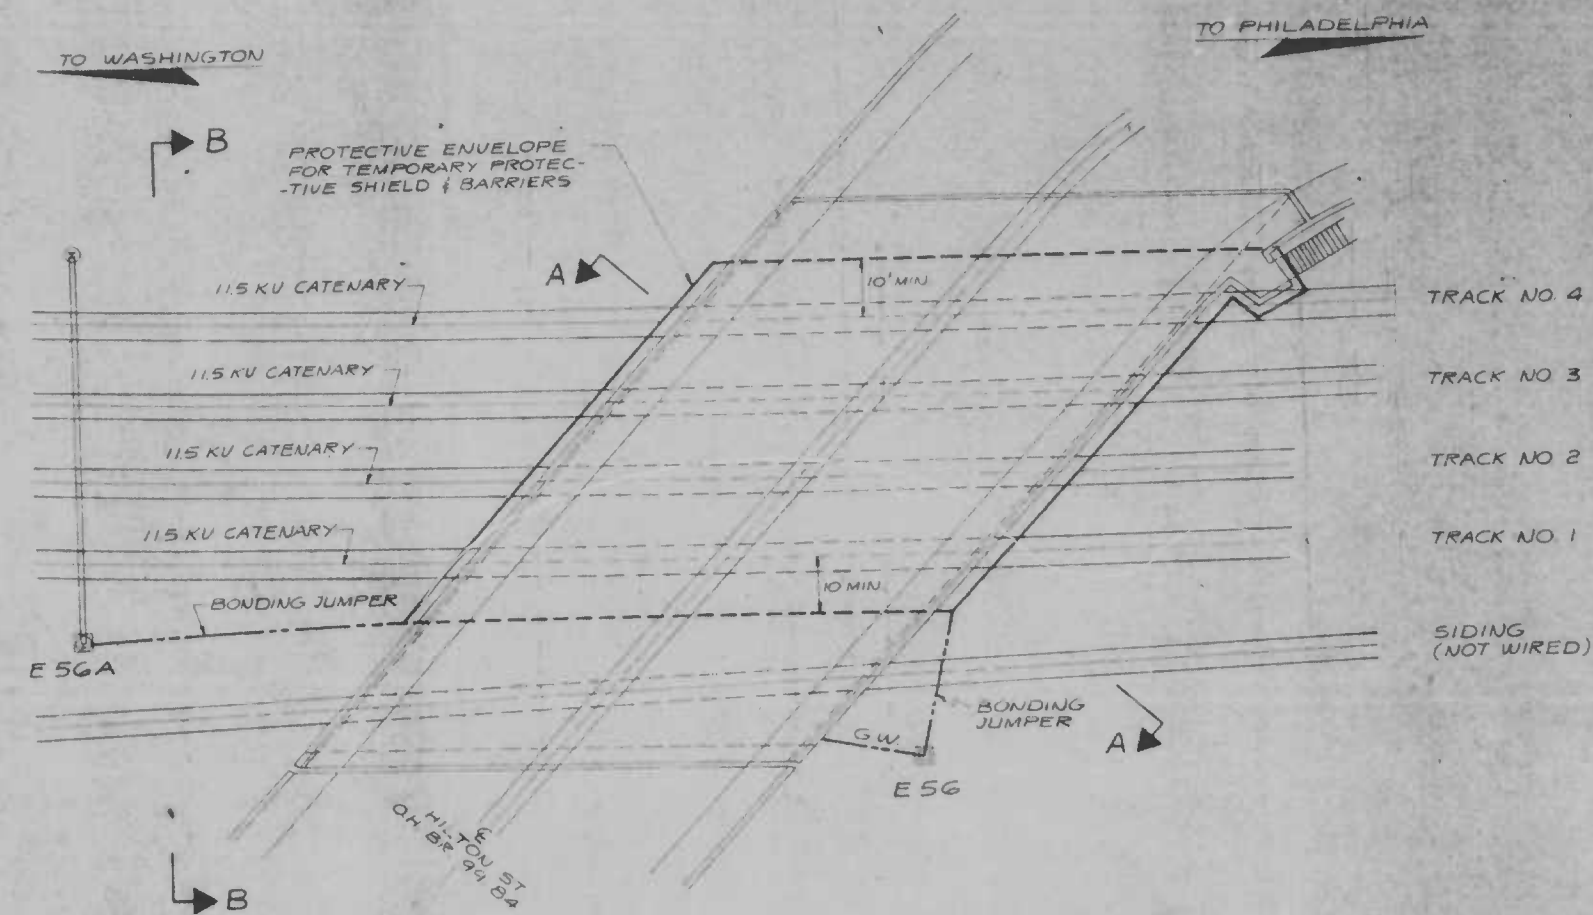 TO WASHINGTON
TO PHILADELPHIA
B
PROTECTIVE ENVELOPE
FOR TEMPORARY PROTEC-
-TIVE SHIELD & BARRIERS
A
10' MIN
11.5 KV CATENARY
TRACK NO. 4
11.5 KV CATENARY
TRACK NO 3
11.5 KV CATENARY
TRACK NO 2
11.5 KV CATENARY
TRACK NO 1
10 MIN
BONDING JUMPER
SIDING
(NOT WIRED)
E 56A
BONDING
JUMPER
G.W.
A
E 56
℄
HILTON ST
O.H. BR. 99.84
B